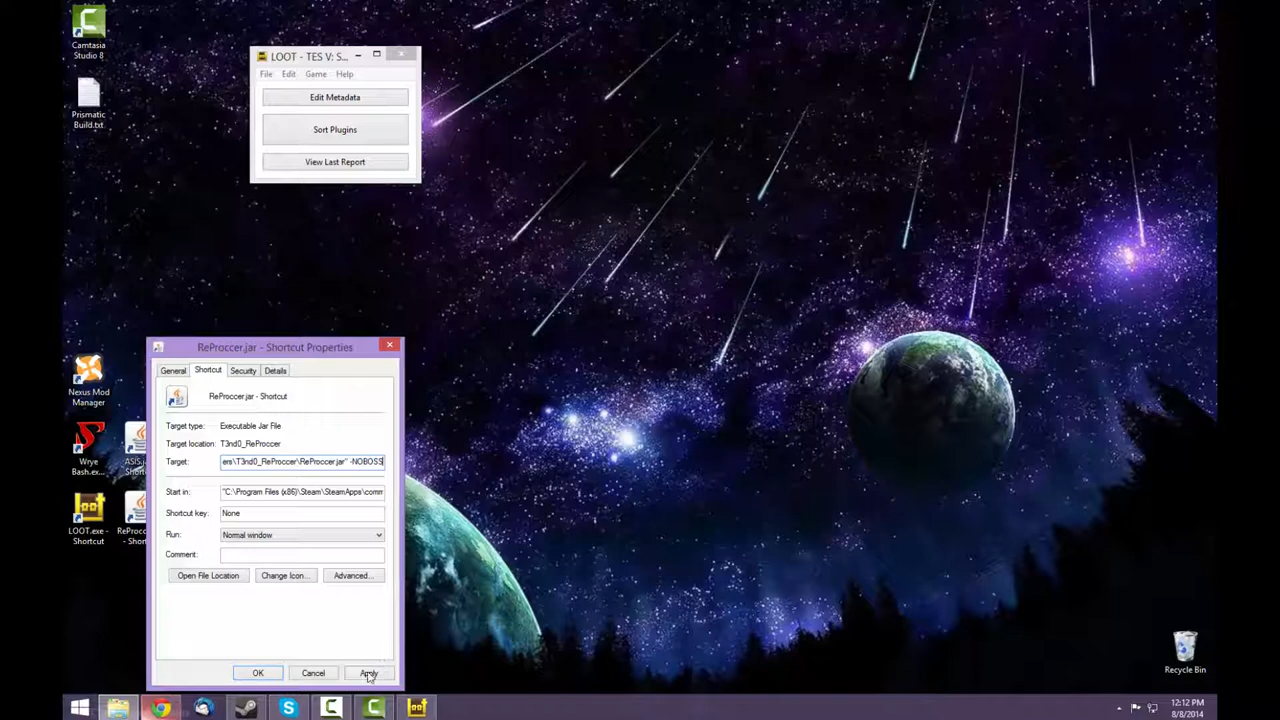 Camtasia
Studio 8
Prismatic
Build.txt
LOOT - TES V: S...
File Edit Game Help
Edit Metadata
Sort Plugins
View Last Report
Nexus Mod
Manager
Wrye
Bash.ex...
ASIS.j
Shortc
LOOT.exe -
Shortcut
ReProcc
- Short
ReProccer.jar - Shortcut Properties
General Shortcut Security Details
ReProccer.jar - Shortcut
Target type: Executable Jar File
Target location: T3nd0_ReProccer
Target: ers\T3nd0_ReProccer\ReProccer.jar" -NOBOSS
Start in: "C:\Program Files (x86)\Steam\SteamApps\comm
Shortcut key: None
Run: Normal window
Comment:
Open File Location Change Icon... Advanced...
OK Cancel Apply
Recycle Bin
12:12 PM
8/8/2014